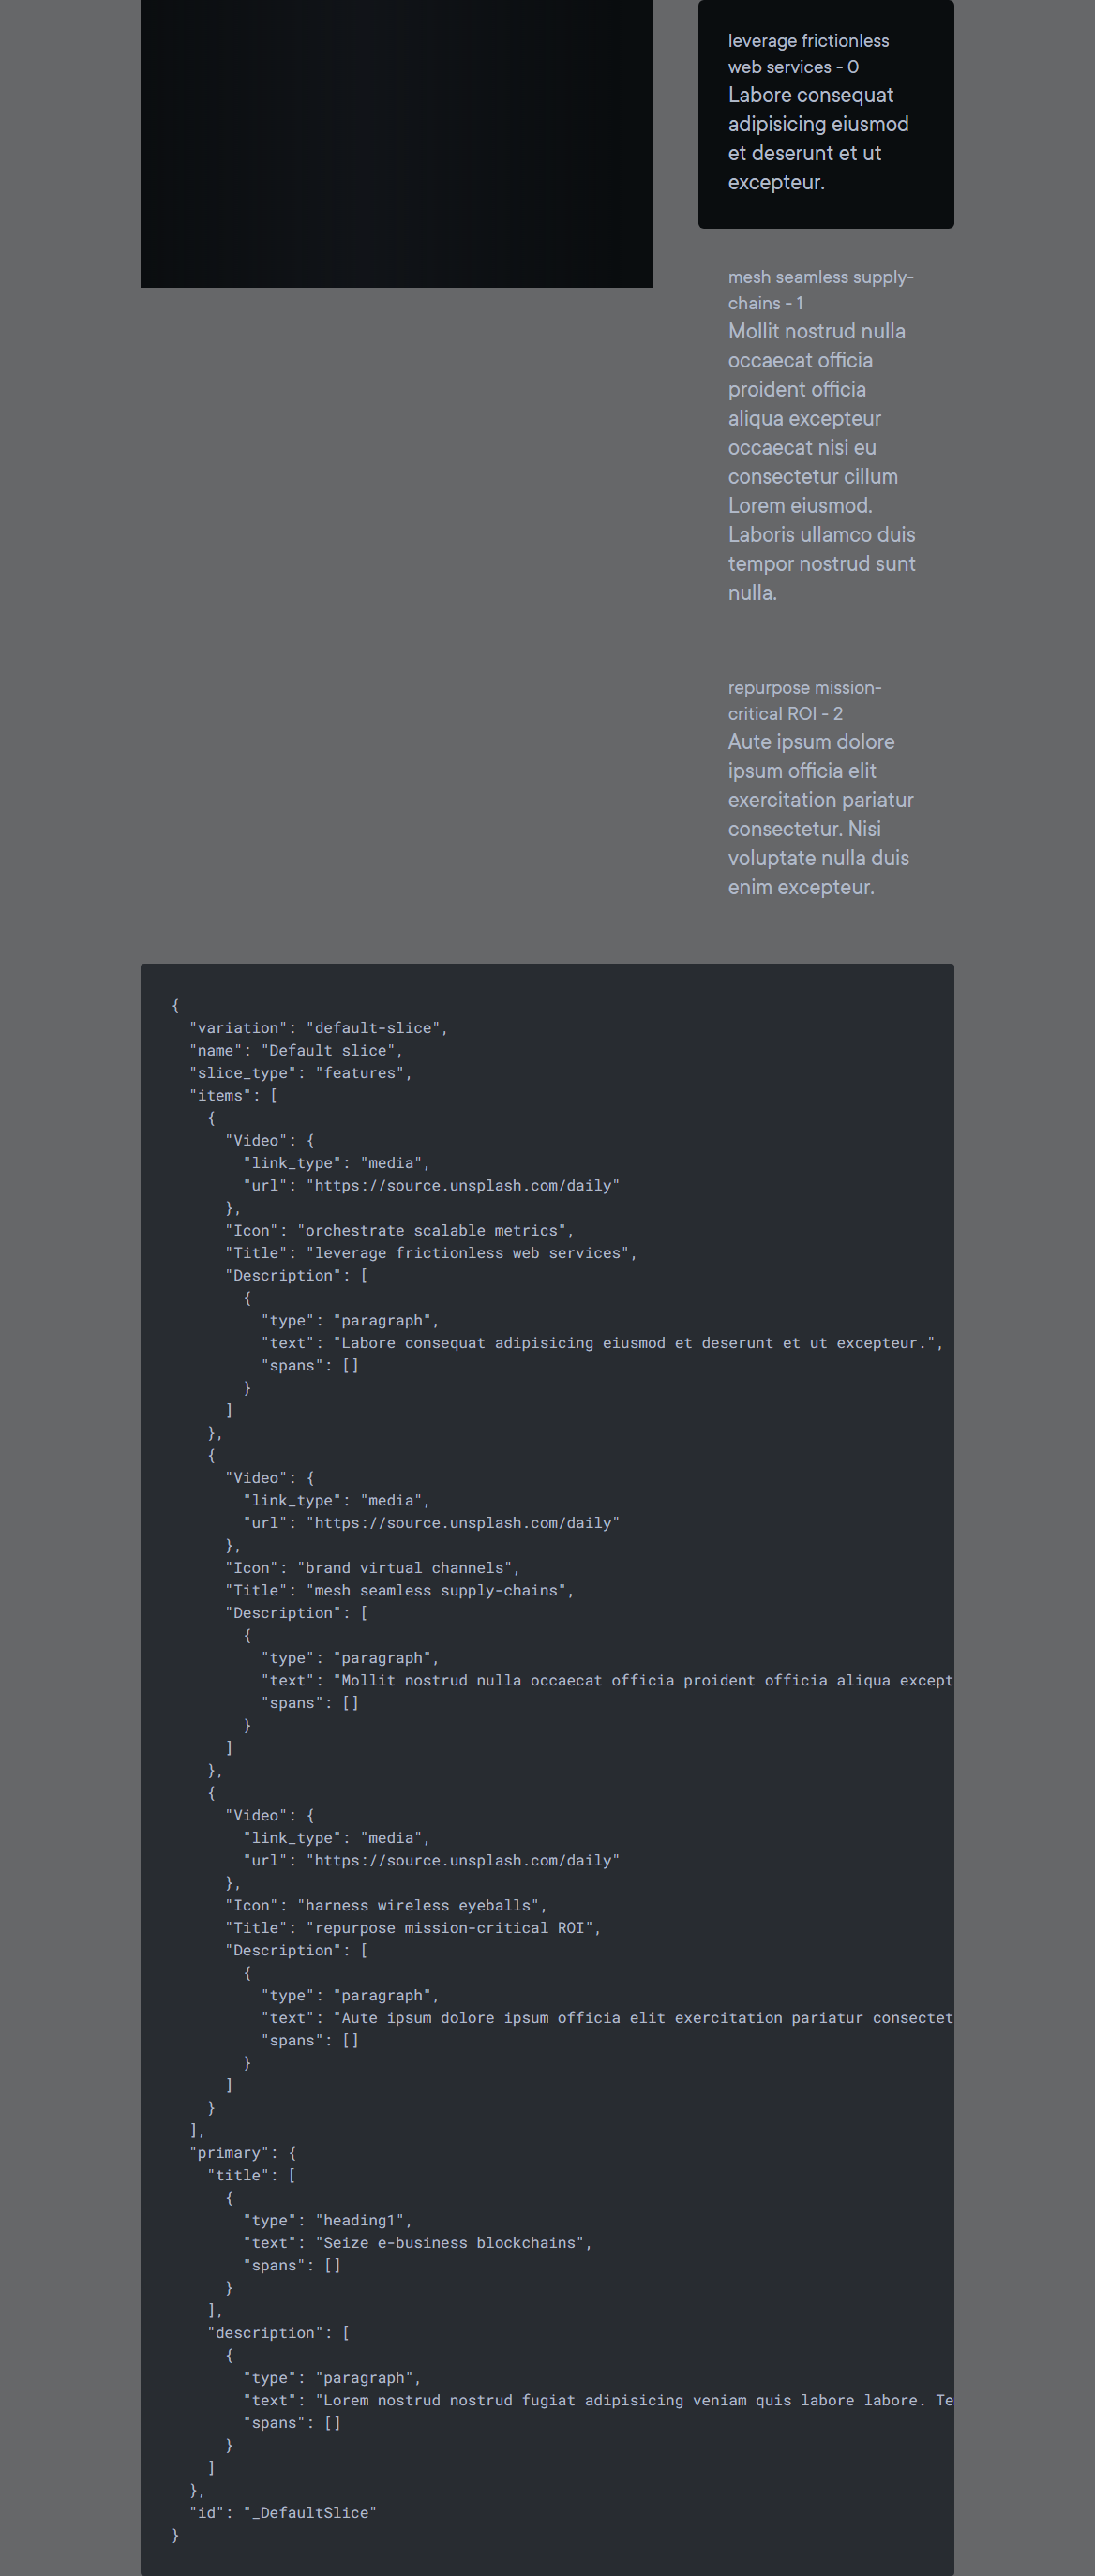 leverage frictionless
web services - 0
Labore consequat
adipisicing eiusmod
et deserunt et ut
excepteur.
mesh seamless supply-
chains - 1
Mollit nostrud nulla
occaecat officia
proident officia
aliqua excepteur
occaecat nisi eu
consectetur cillum
Lorem eiusmod.
Laboris ullamco duis
tempor nostrud sunt
nulla.
repurpose mission-
critical ROI - 2
Aute ipsum dolore
ipsum officia elit
exercitation pariatur
consectetur. Nisi
voluptate nulla duis
enim excepteur.
{
  "variation": "default-slice",
  "name": "Default slice",
  "slice_type": "features",
  "items": [
    {
      "Video": {
        "link_type": "media",
        "url": "https://source.unsplash.com/daily"
      },
      "Icon": "orchestrate scalable metrics",
      "Title": "leverage frictionless web services",
      "Description": [
        {
          "type": "paragraph",
          "text": "Labore consequat adipisicing eiusmod et deserunt et ut excepteur.",
          "spans": []
        }
      ]
    },
    {
      "Video": {
        "link_type": "media",
        "url": "https://source.unsplash.com/daily"
      },
      "Icon": "brand virtual channels",
      "Title": "mesh seamless supply-chains",
      "Description": [
        {
          "type": "paragraph",
          "text": "Mollit nostrud nulla occaecat officia proident officia aliqua except
          "spans": []
        }
      ]
    },
    {
      "Video": {
        "link_type": "media",
        "url": "https://source.unsplash.com/daily"
      },
      "Icon": "harness wireless eyeballs",
      "Title": "repurpose mission-critical ROI",
      "Description": [
        {
          "type": "paragraph",
          "text": "Aute ipsum dolore ipsum officia elit exercitation pariatur consectet
          "spans": []
        }
      ]
    }
  ],
  "primary": {
    "title": [
      {
        "type": "heading1",
        "text": "Seize e-business blockchains",
        "spans": []
      }
    ],
    "description": [
      {
        "type": "paragraph",
        "text": "Lorem nostrud nostrud fugiat adipisicing veniam quis labore labore. Te
        "spans": []
      }
    ]
  },
  "id": "_DefaultSlice"
}